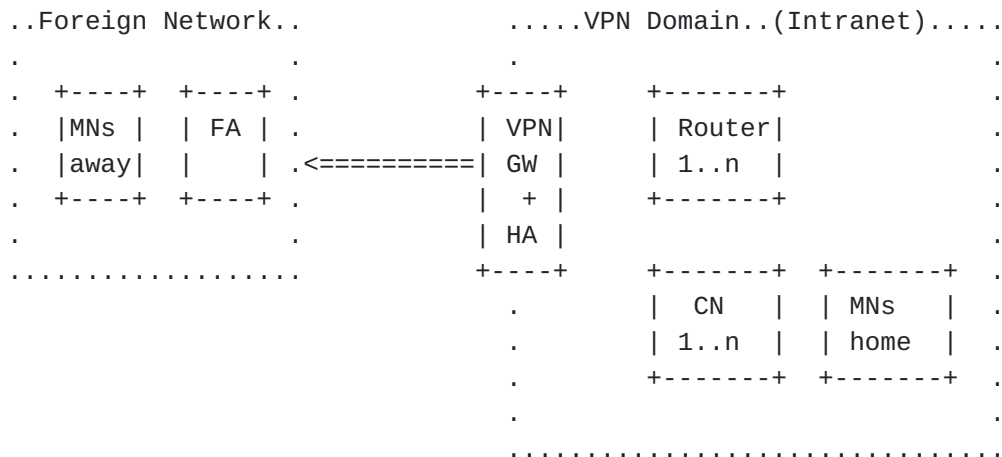 ..Foreign Network..             .....VPN Domain..(Intranet).....
.                 .             .                              .
.  +----+  +----+ .           +----+     +-------+             .
.  |MNs |  | FA | .           | VPN|     | Router|             .
.  |away|  |    | .<==========| GW |     | 1..n  |             .
.  +----+  +----+ .           |  + |     +-------+             .
.                 .           | HA |                           .
...................           +----+     +-------+  +-------+  .
                                .        |  CN   |  | MNs   |  .
                                .        | 1..n  |  | home  |  .
                                .        +-------+  +-------+  .
                                .                              .
                                ................................